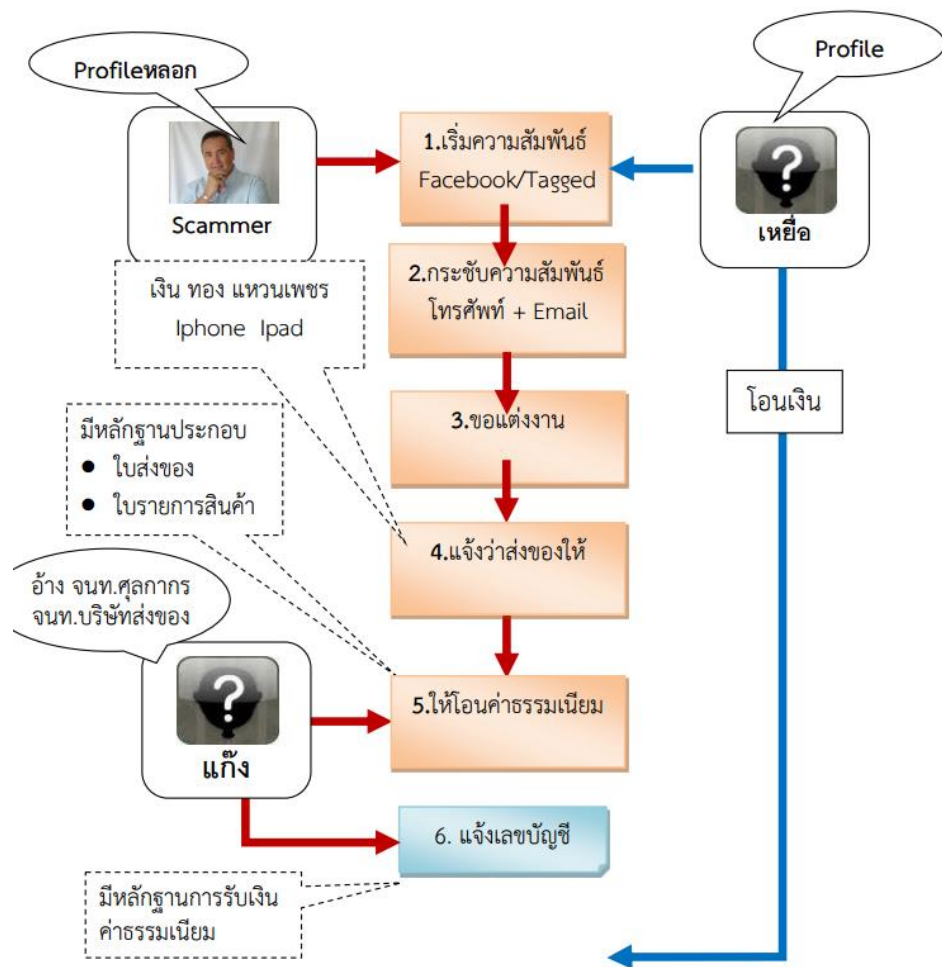 Profileหลอก
Profile
Scammer
เหยื่อ
1.เริ่มความสัมพันธ์
Facebook/Tagged
2.กระชับความสัมพันธ์
โทรศัพท์ + Email
เงิน ทอง แหวนเพชร
Iphone Ipad
โอนเงิน
3.ขอแต่งงาน
มีหลักฐานประกอบ
● ใบส่งของ
● ใบรายการสินค้า
4.แจ้งว่าส่งของให้
อ้าง จนท.ศุลกากร
จนท.บริษัทส่งของ
แก๊ง
5.ให้โอนค่าธรรมเนียม
6. แจ้งเลขบัญชี
มีหลักฐานการรับเงิน
ค่าธรรมเนียม